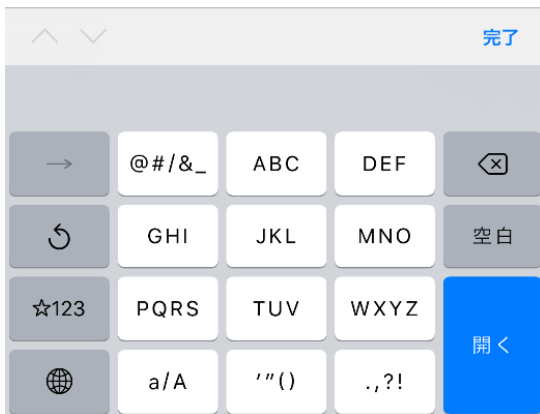 完了
→ @#/&_ ABC DEF
GHI JKL MNO 空白
☆123 PQRS TUV WXYZ
開く
a/A '"() .,?!